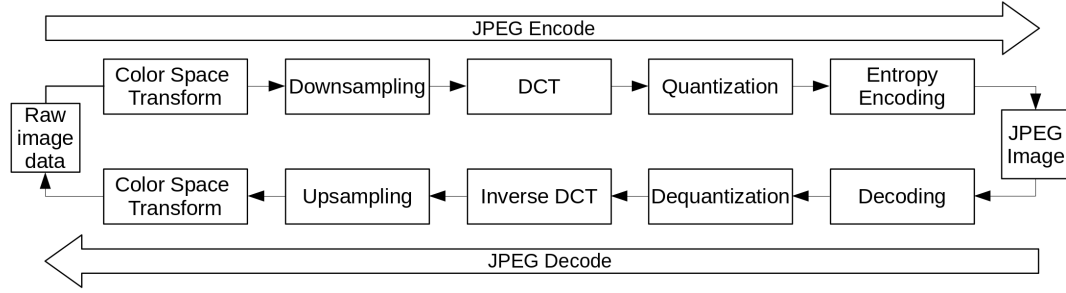 JPEG Encode
Color Space
Transform
Downsampling
DCT
Quantization
Entropy
Encoding
Raw
image
data
JPEG
Image
Color Space
Transform
Upsampling
Inverse DCT
Dequantization
Decoding
JPEG Decode